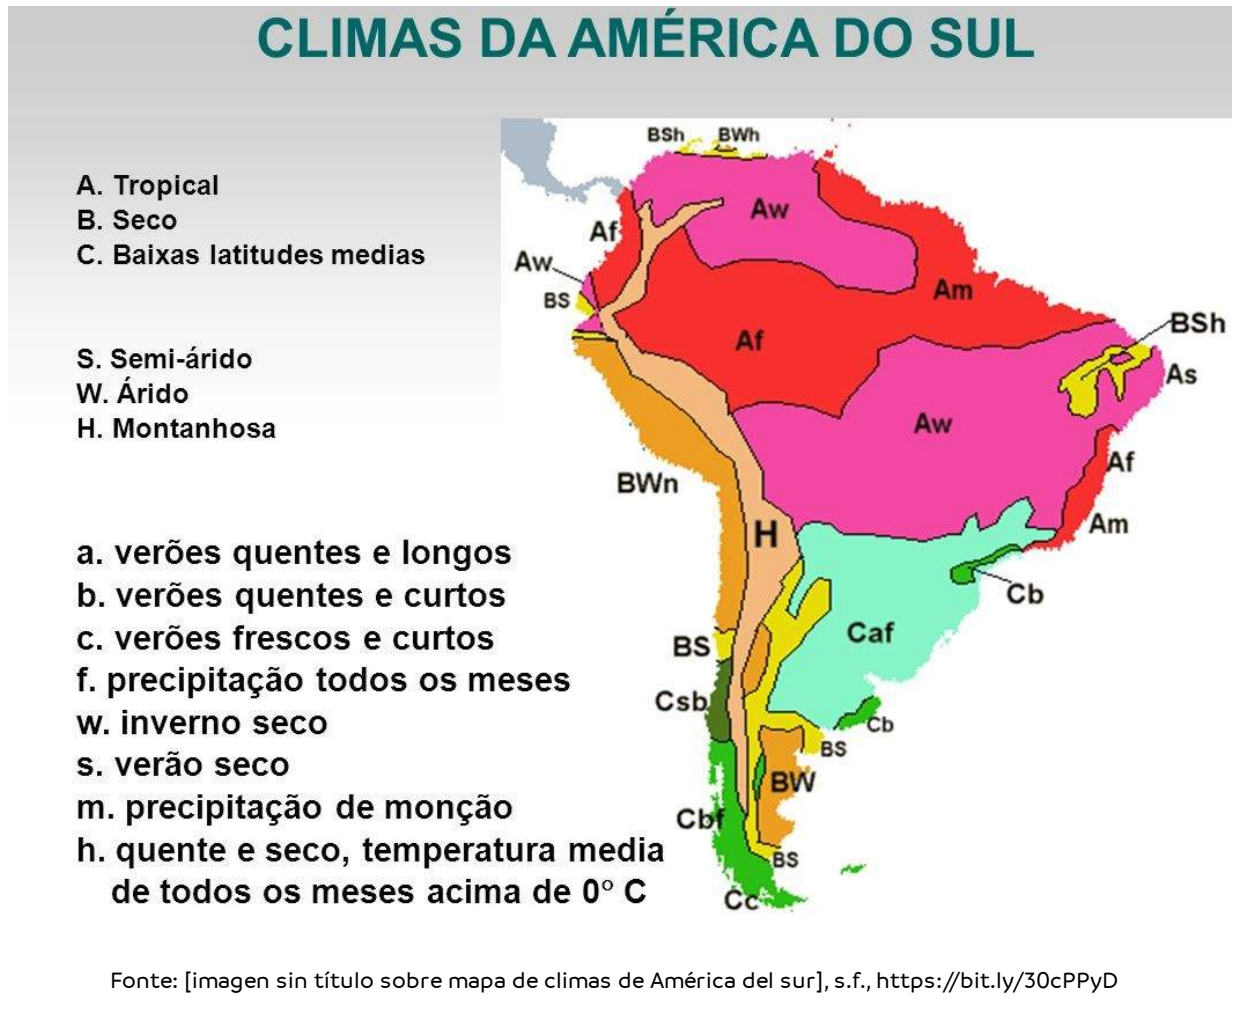 CLIMAS DA AMÉRICA DO SUL
A. Tropical
B. Seco
C. Baixas latitudes medias
S. Semi-árido
W. Árido
H. Montanhosa
a. verões quentes e longos
b. verões quentes e curtos
c. verões frescos e curtos
f. precipitação todos os meses
w. inverno seco
s. verão seco
m. precipitação de monção
h. quente e seco, temperatura media
de todos os meses acima de 0° C
BSh
BWh
Aw
Af
Aw
BS
Am
Af
BSh
As
Aw
Af
BWn
Am
H
Cb
Caf
BS
Csb
Cb
BS
BW
Cbf
BS
Cc
Fonte: [imagen sin título sobre mapa de climas de América del sur], s.f., https://bit.ly/30cPPyD